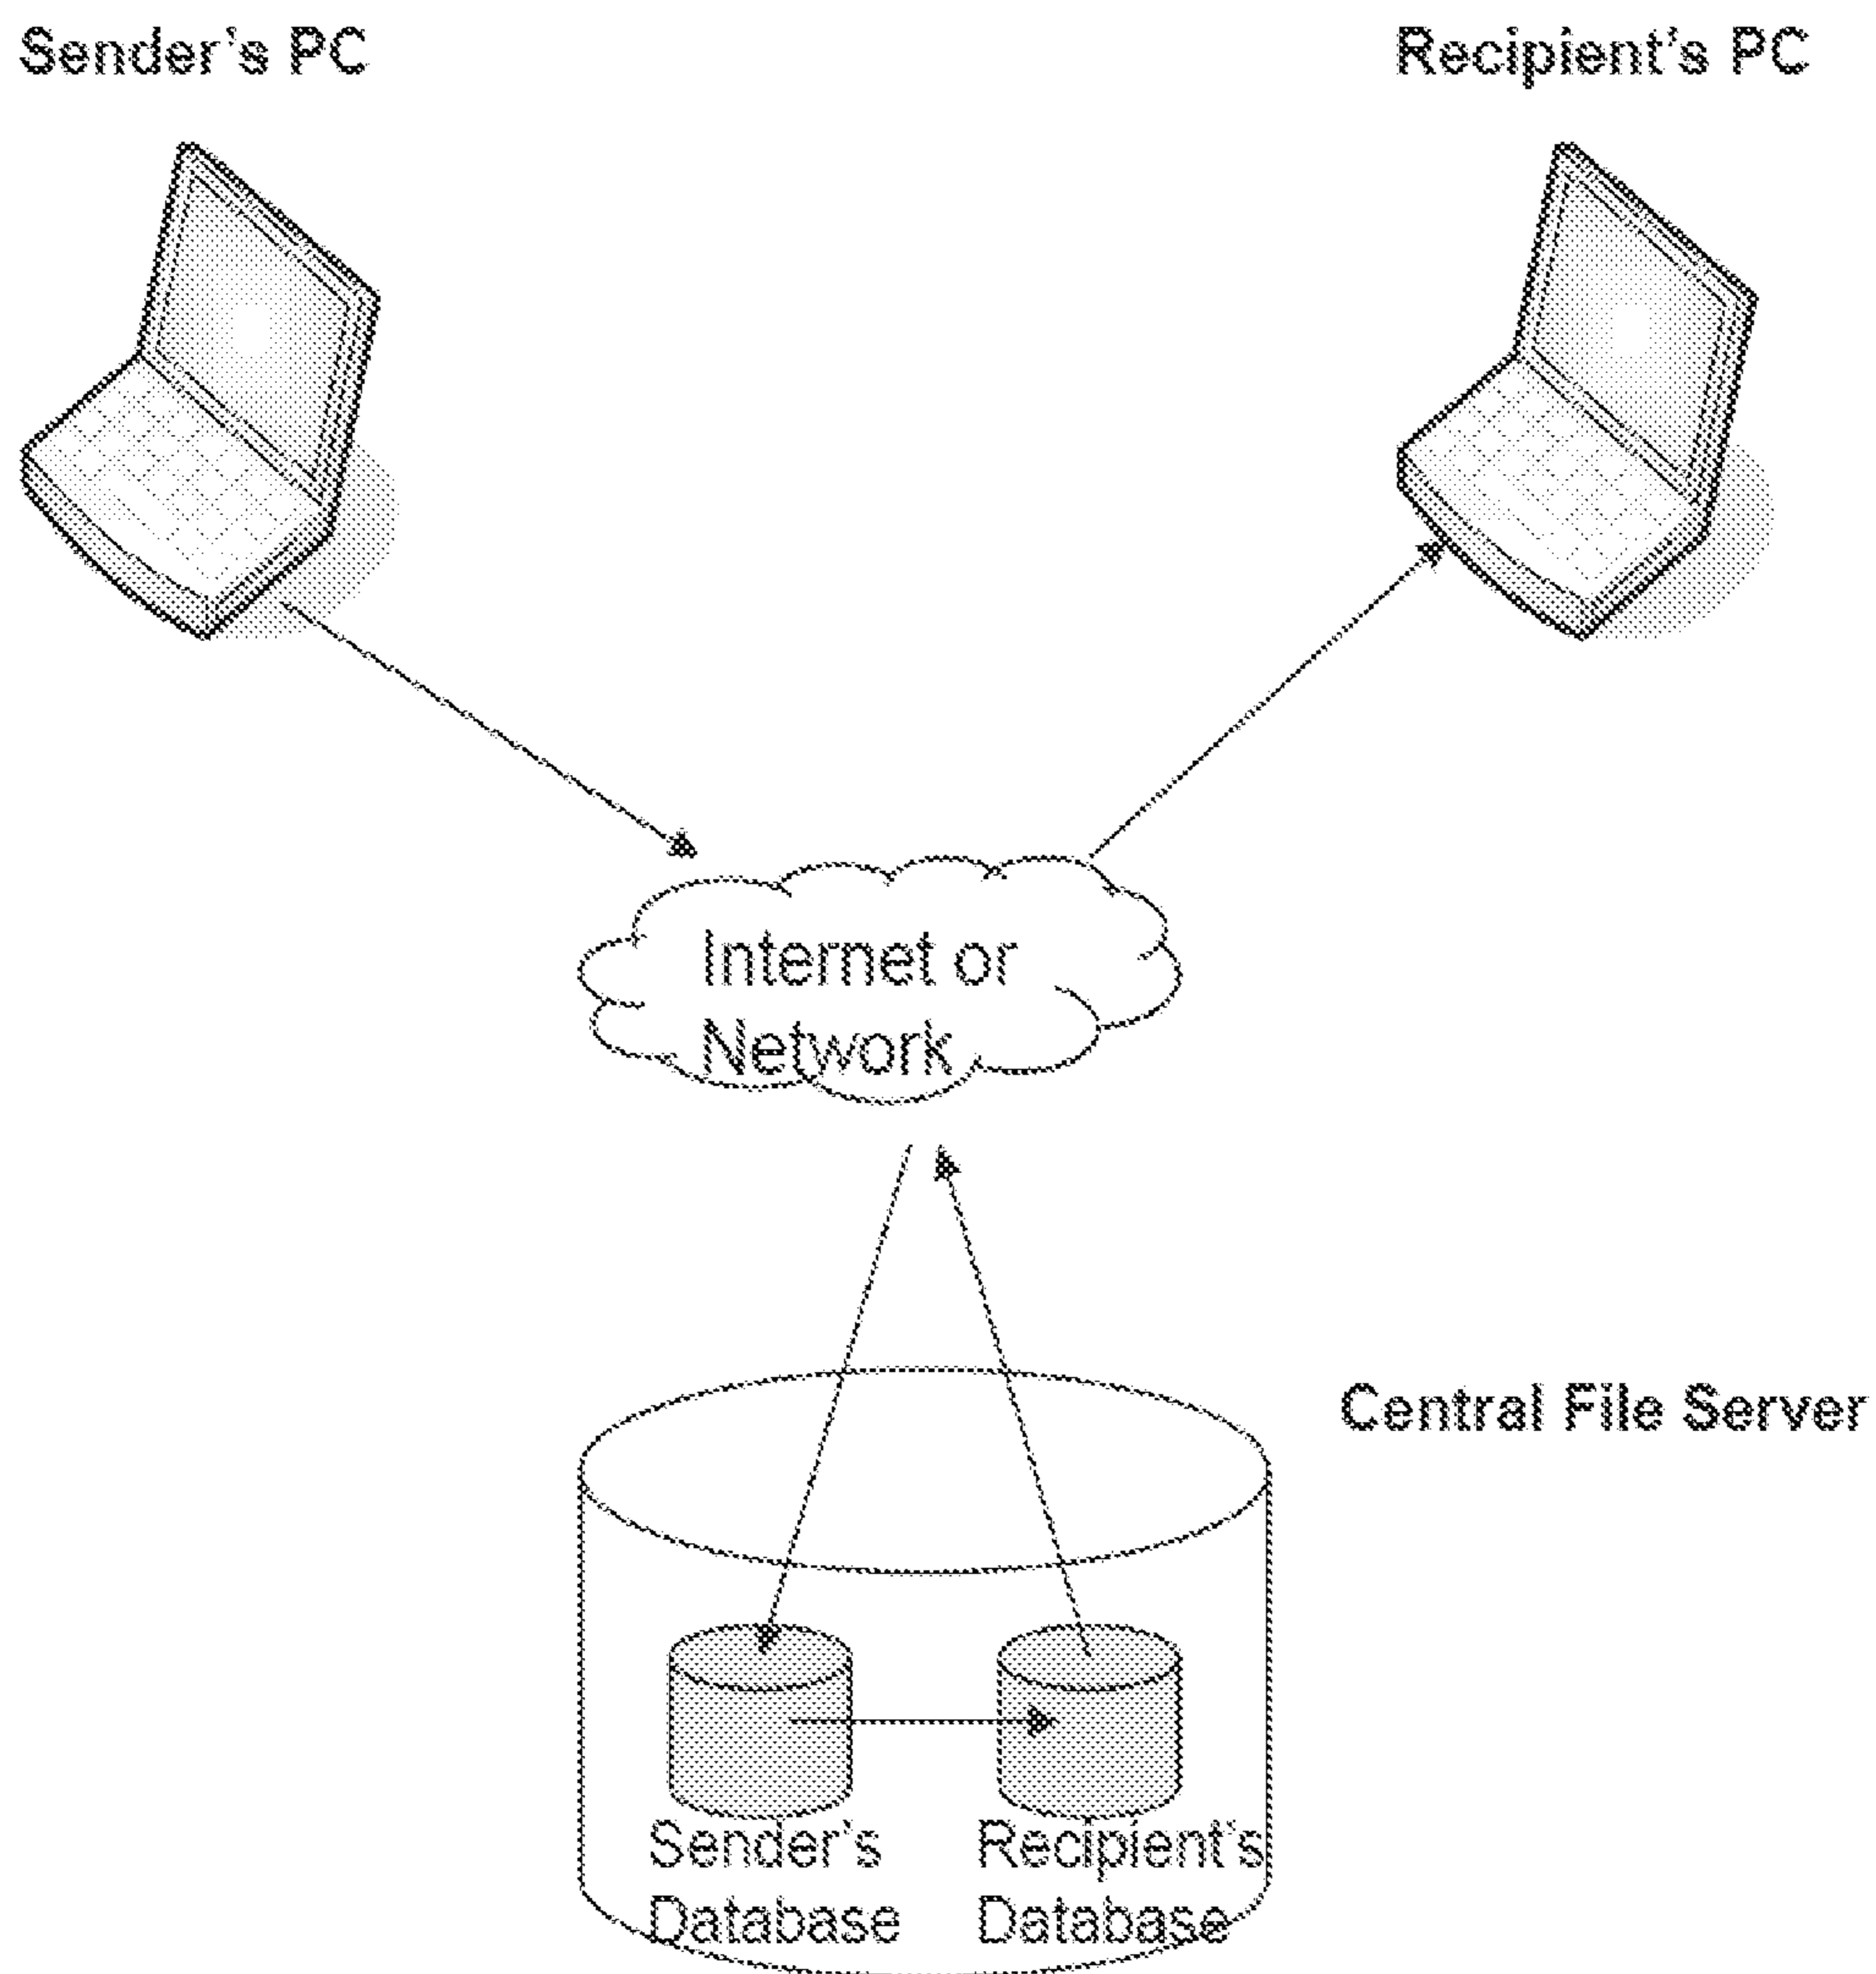 Sender's PC
Recipient's PC
Internet or
Network
Central File Server
Sender's
Database
Recipient's
Database